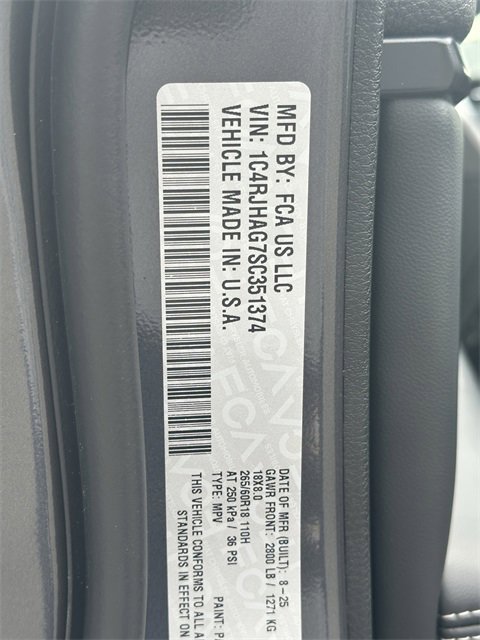 MFD BY: FCA US LLC
VIN: 1C4RJHAG7SC351374
VEHICLE MADE IN: U.S.A.
DATE OF MFR (BUILT): 8-25
GAWR FRONT: 2800 LB / 1271 KG
18X8.0
265/60R18 110H
AT 250 kPa / 36 PSI
TYPE: MPV
PAINT:
THIS VEHICLE CONFORMS TO ALL
STANDARDS IN EFFECT ON
FCA